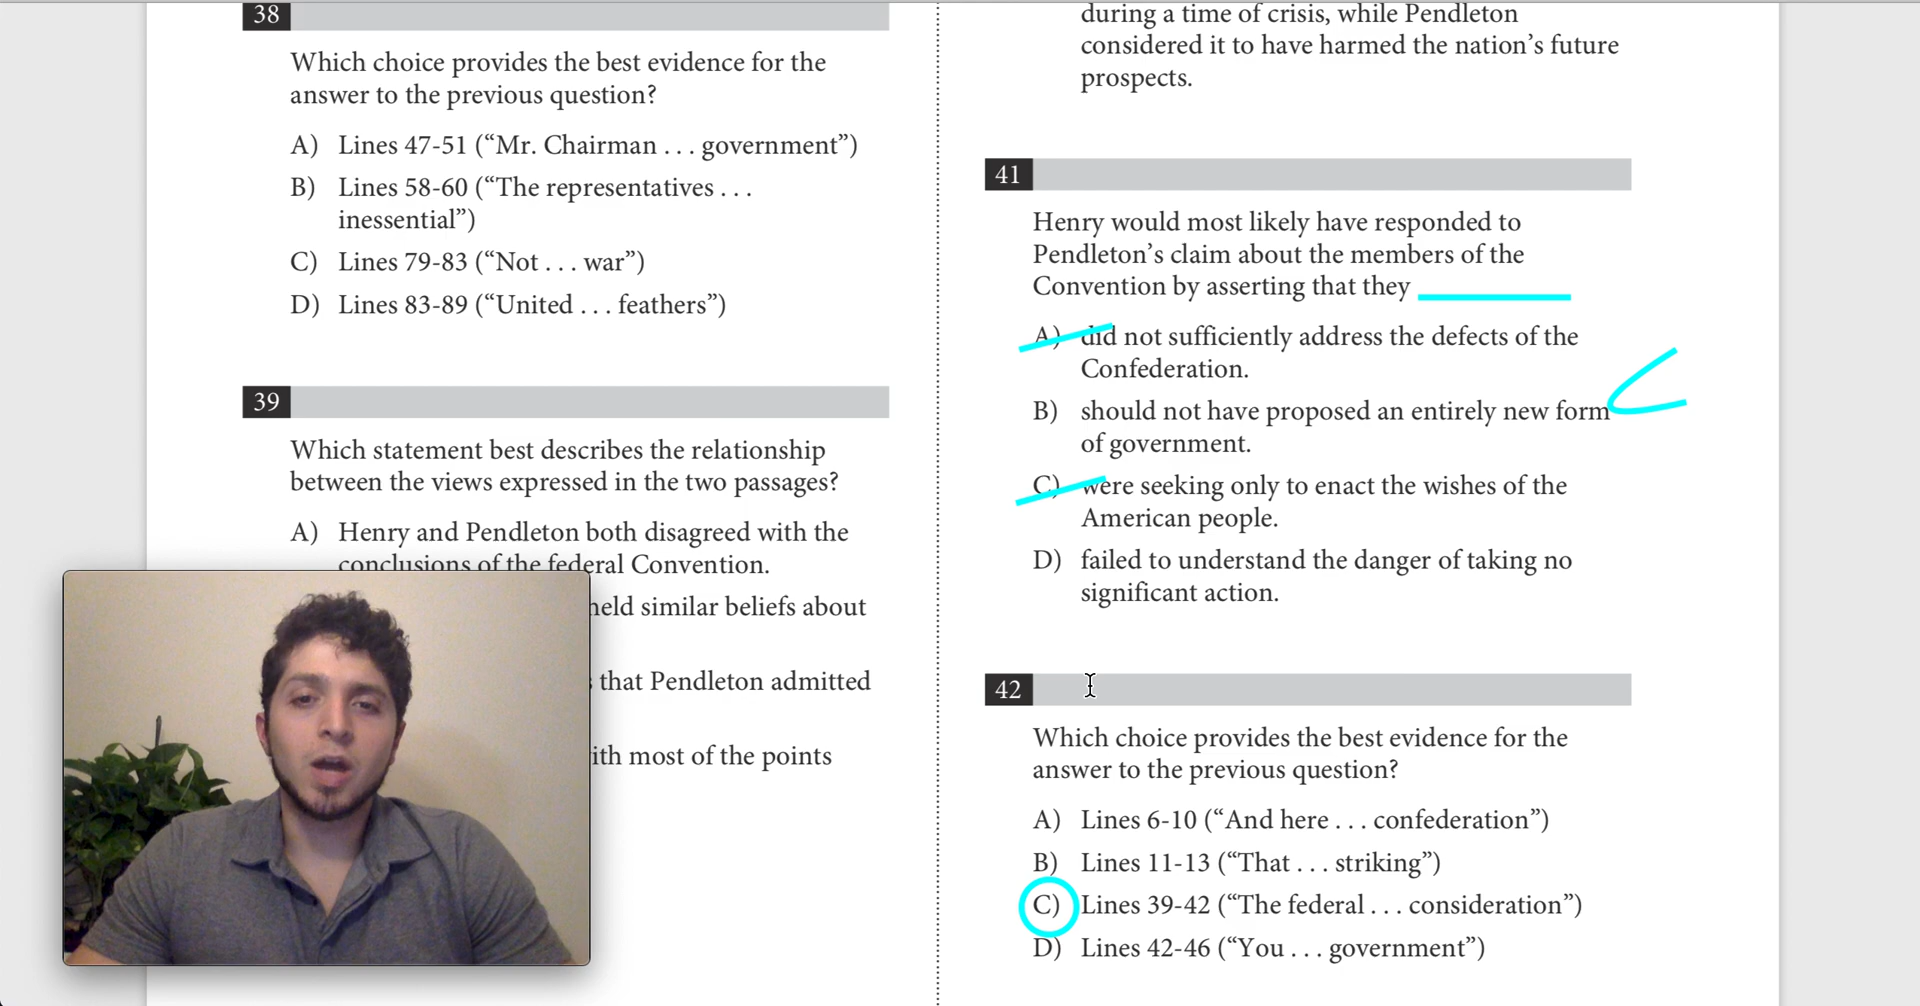 38
Which choice provides the best evidence for the
answer to the previous question?
A) Lines 47-51 (“Mr. Chairman . . . government”)
B) Lines 58-60 (“The representatives . . .
inessential”)
C) Lines 79-83 (“Not . . . war”)
D) Lines 83-89 (“United . . . feathers”)
39
Which statement best describes the relationship
between the views expressed in the two passages?
A) Henry and Pendleton both disagreed with the
conclusions of the federal Convention.
held similar beliefs about
that Pendleton admitted
with most of the points
during a time of crisis, while Pendleton
considered it to have harmed the nation’s future
prospects.
41
Henry would most likely have responded to
Pendleton’s claim about the members of the
Convention by asserting that they
A) did not sufficiently address the defects of the
Confederation.
B) should not have proposed an entirely new form
of government.
C) were seeking only to enact the wishes of the
American people.
D) failed to understand the danger of taking no
significant action.
42
Which choice provides the best evidence for the
answer to the previous question?
A) Lines 6-10 (“And here . . . confederation”)
B) Lines 11-13 (“That . . . striking”)
C) Lines 39-42 (“The federal . . . consideration”)
D) Lines 42-46 (“You . . . government”)